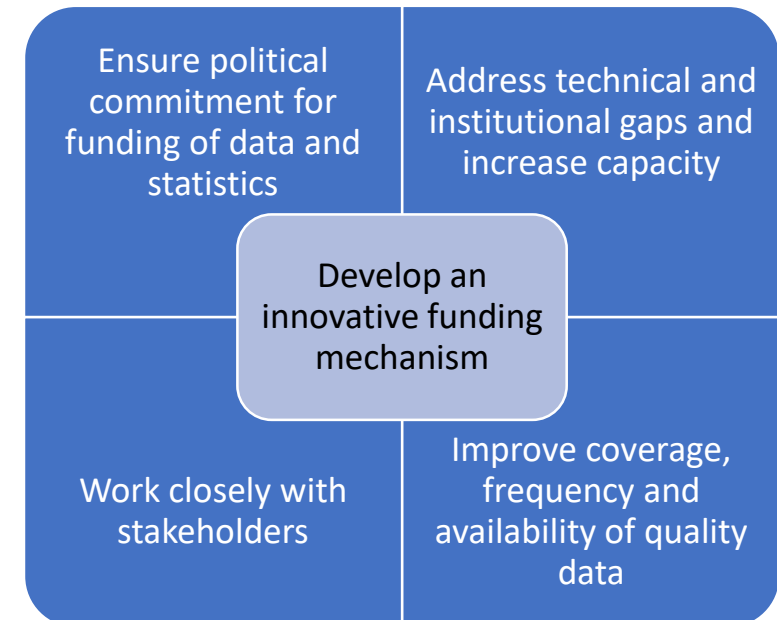 Ensure political
commitment for
funding of data and
statistics
Address technical and
institutional gaps and
increase capacity
Develop an
innovative funding
mechanism
Work closely with
stakeholders
Improve coverage,
frequency and
availability of quality
data